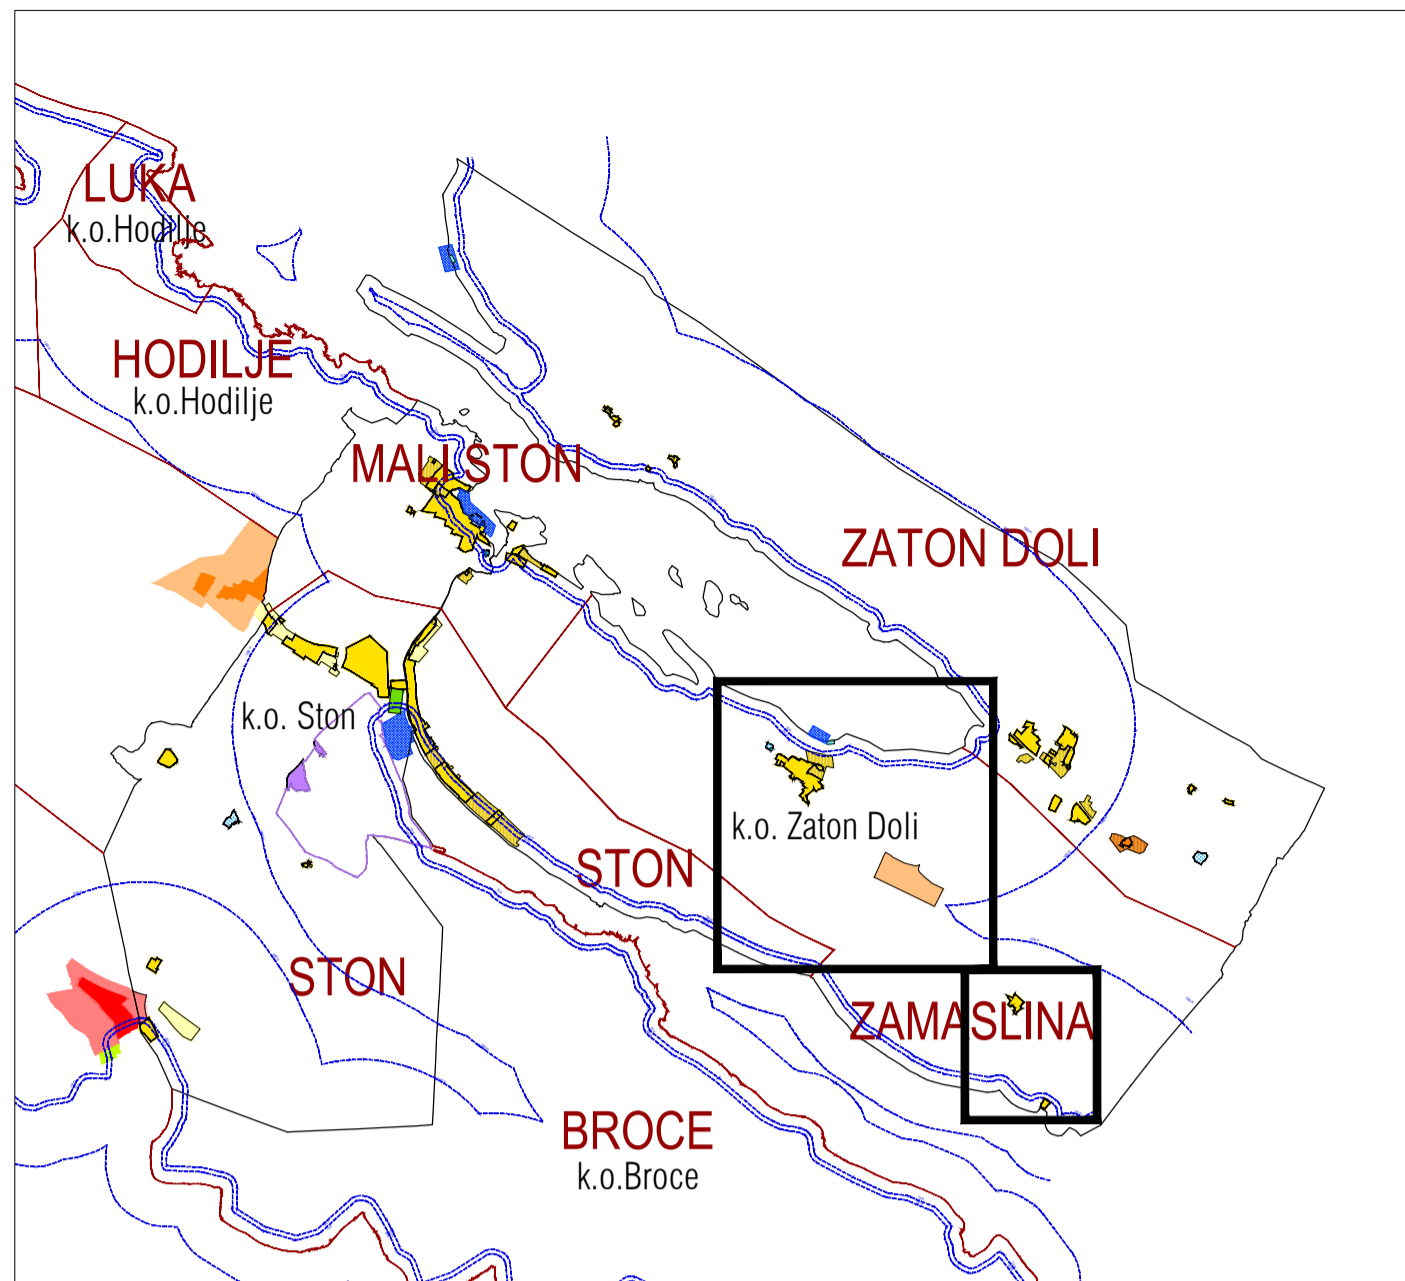 LUKA
k.o.Hodilje
HODILJE
k.o.Hodilje
MALI STON
ZATON DOLI
k.o. Ston
k.o. Zaton Doli
STON
STON
ZAMASLINA
BROCE
k.o.Broce